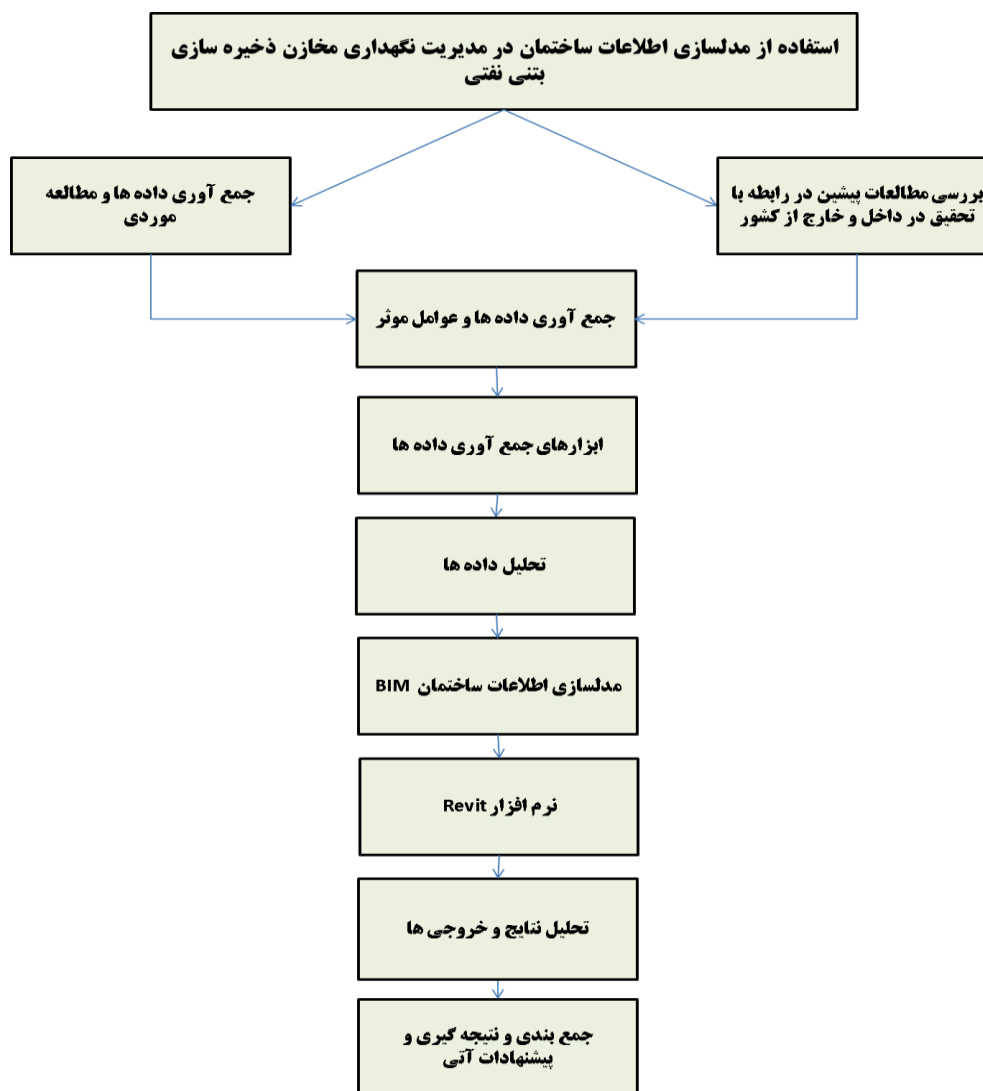 استفاده از مدلسازی اطلاعات ساختمان در مدیریت نگهداری مخازن ذخیره سازی
بتنی نفتی
بررسی مطالعات پیشین در رابطه با
تحقیق در داخل و خارج از کشور
جمع آوری داده ها و مطالعه
موردی
جمع آوری داده ها و عوامل موثر
ابزارهای جمع آوری داده ها
تحلیل داده ها
مدلسازی اطلاعات ساختمان BIM
نرم افزار Revit
تحلیل نتایج و خروجی ها
جمع بندی و نتیجه گیری و
پیشنهادات آتی